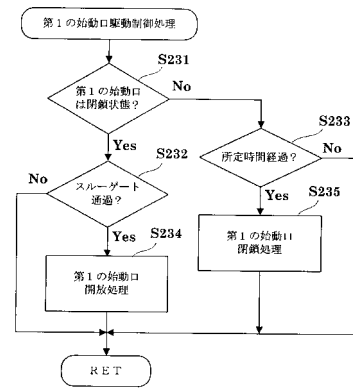 第１の始動口駆動制御処理
S231
第１の始動口
は閉鎖状態？
No
Yes
S232
S233
No
スルーゲート
通過？
所定時間経過？
No
Yes
Yes
S234
S235
第１の始動口
開放処理
第１の始動口
閉鎖処理
ＲＥＴ